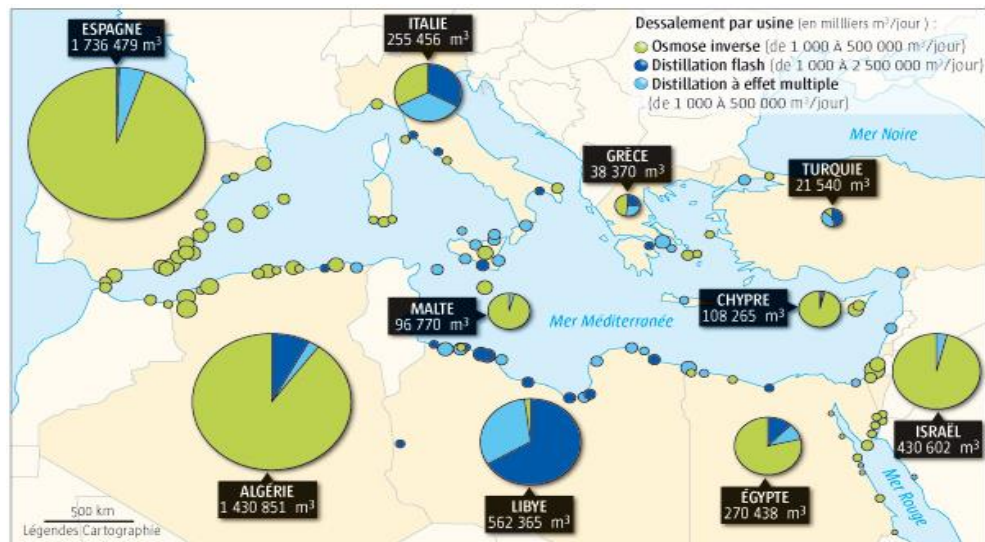 ESPAGNE
1 736 479 m³
ITALIE
255 456 m³
Dessalement par usine (en millliers m³/jour) :
Osmose inverse (de 1 000 à 500 000 m³/jour)
Distillation flash (de 1 000 à 2 500 000 m³/jour)
Distillation à effet multiple
(de 1 000 à 500 000 m³/jour)
Mer Noire
GRÈCE
38 370 m³
TURQUIE
21 540 m³
MALTE
96 770 m³
Mer Méditerranée
CHYPRE
108 265 m³
ISRAËL
430 602 m³
ALGÉRIE
1 430 851 m³
LIBYE
562 365 m³
ÉGYPTE
270 438 m³
Mer Rouge
500 km
Légendes Cartographie